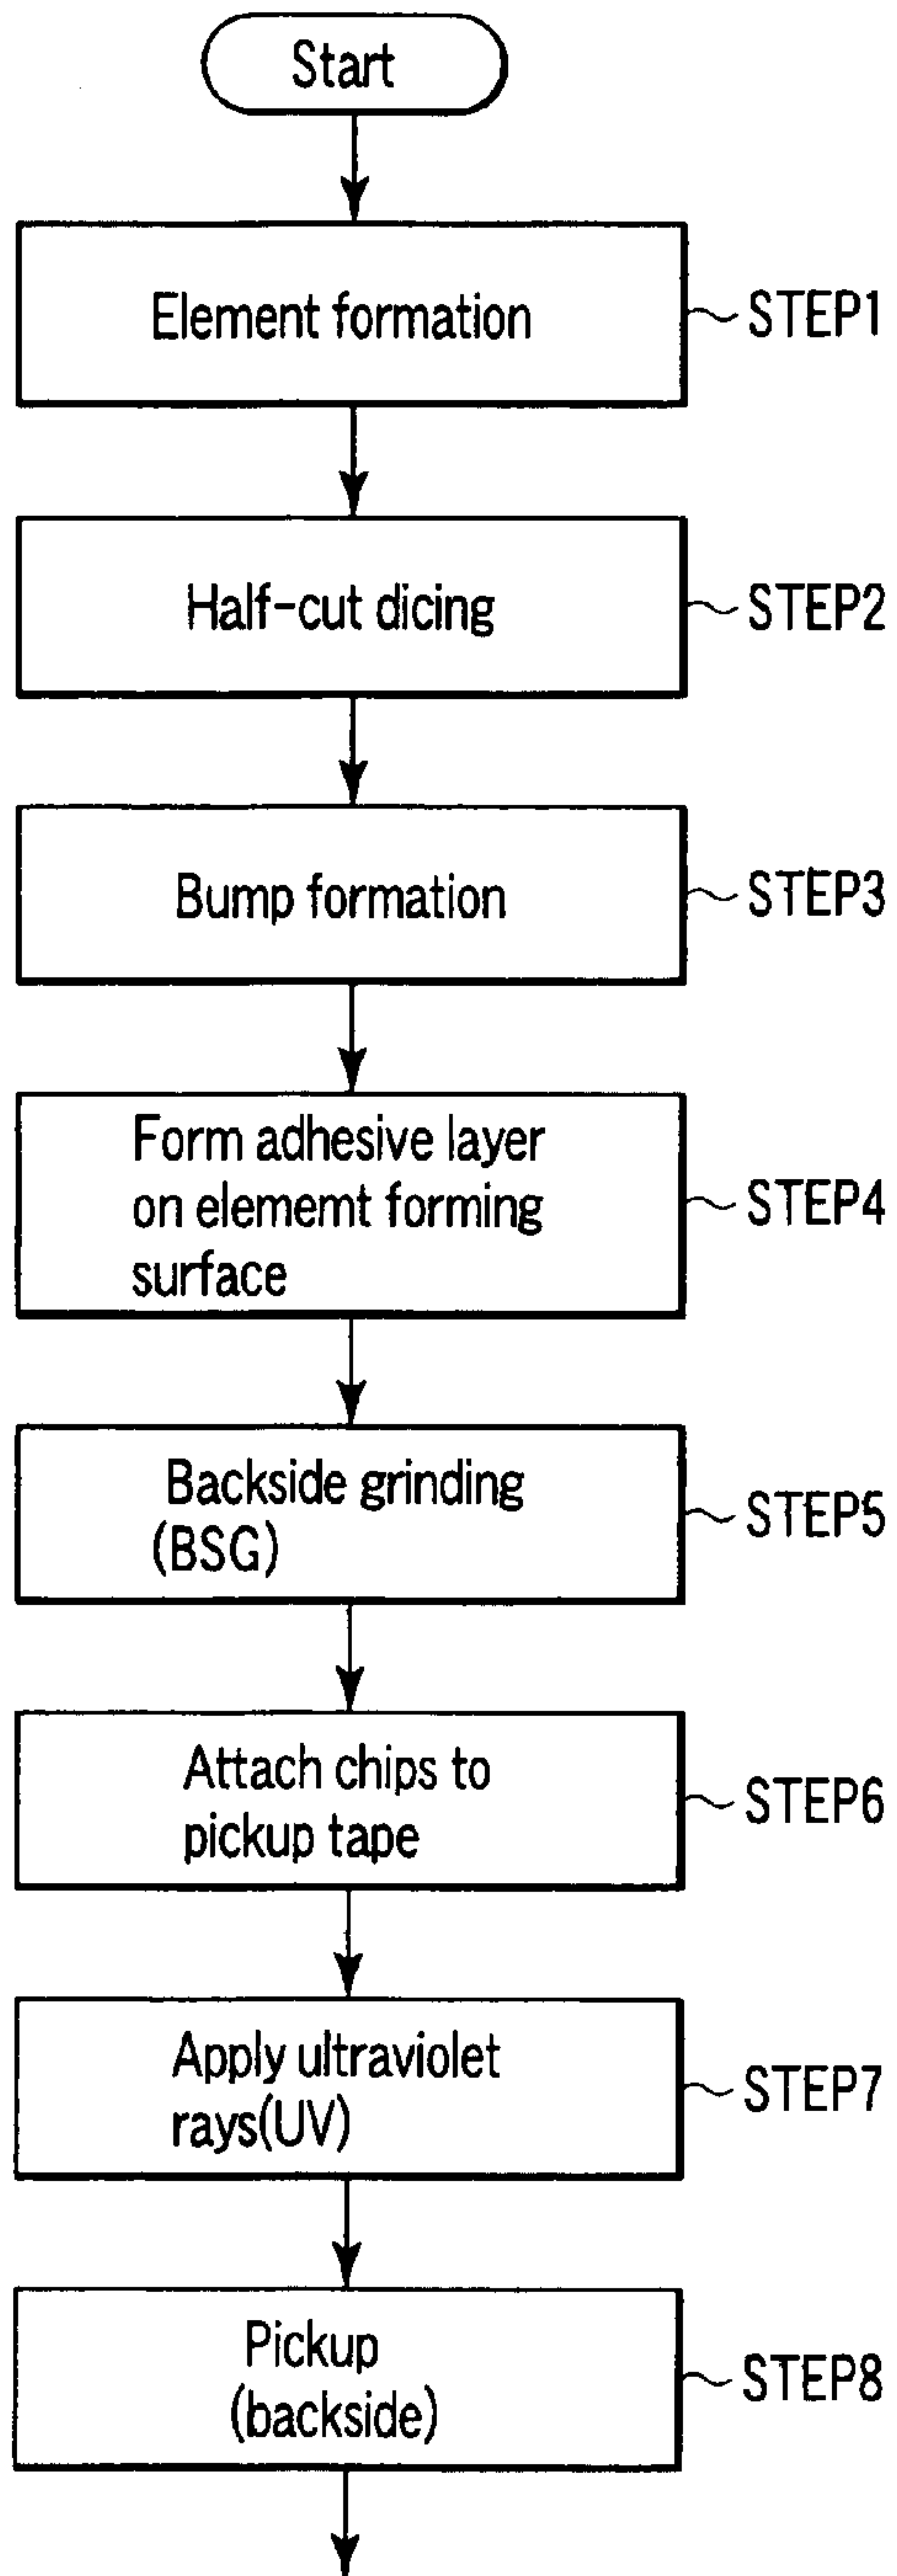 Start
Element formation
STEP1
Half-cut dicing
STEP2
Bump formation
STEP3
Form adhesive layer
on elememt forming
surface
STEP4
Backside grinding
(BSG)
STEP5
Attach chips to
pickup tape
STEP6
Apply ultraviolet
rays(UV)
STEP7
Pickup
(backside)
STEP8